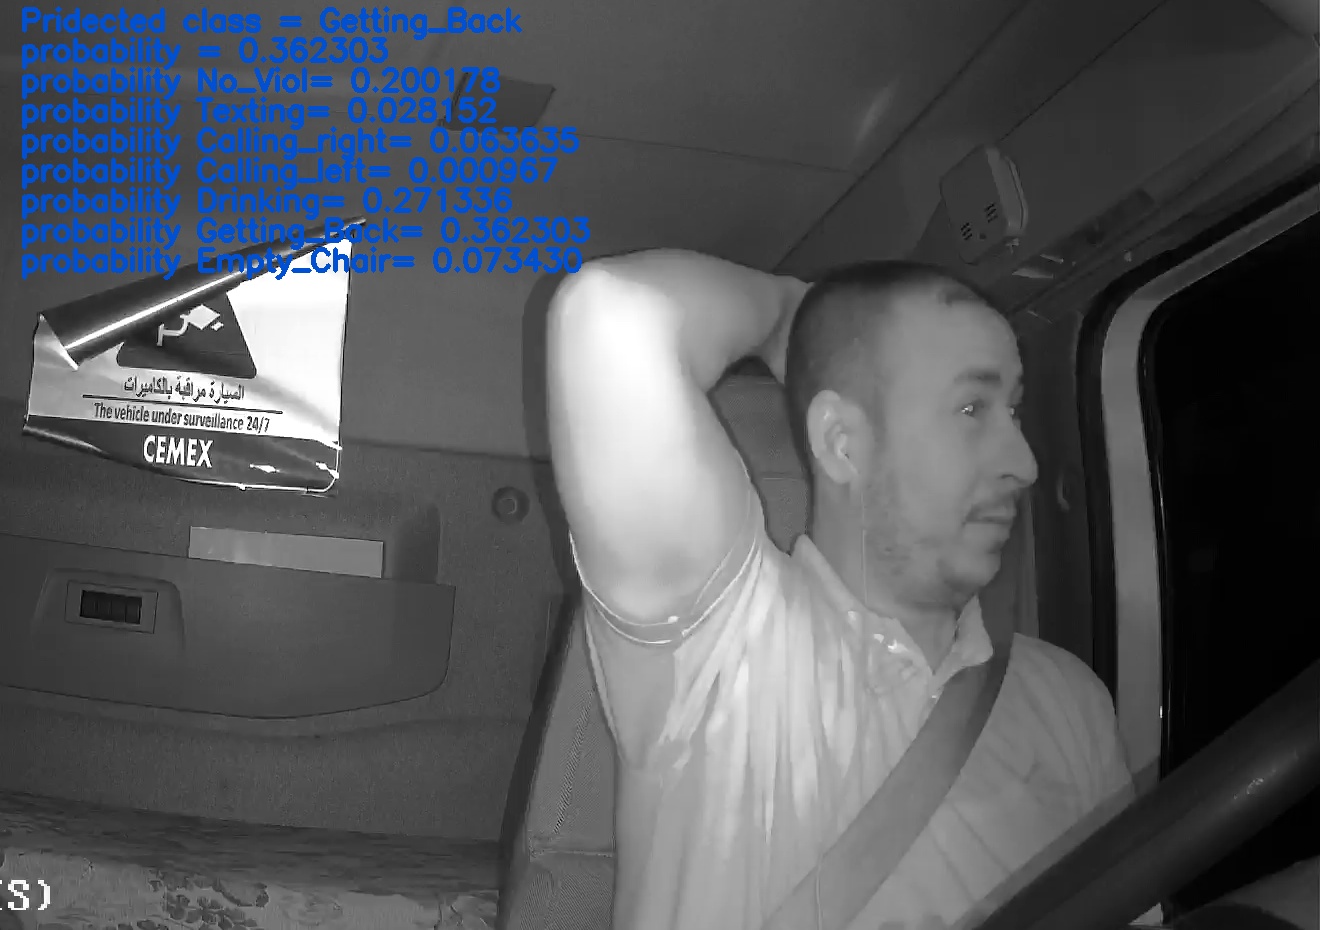 Pridected class = Getting_Back
probability = 0.362303
probability No_Viol= 0.200178
probability Texting= 0.028152
probability Calling_right= 0.063635
probability Calling_left= 0.000967
probability Drinking= 0.271336
probability Getting_Back= 0.362303
probability Empty_Chair= 0.073430
السيارة مراقبة بالكاميرات
The vehicle under surveillance 24/7
CEMEX
(S)